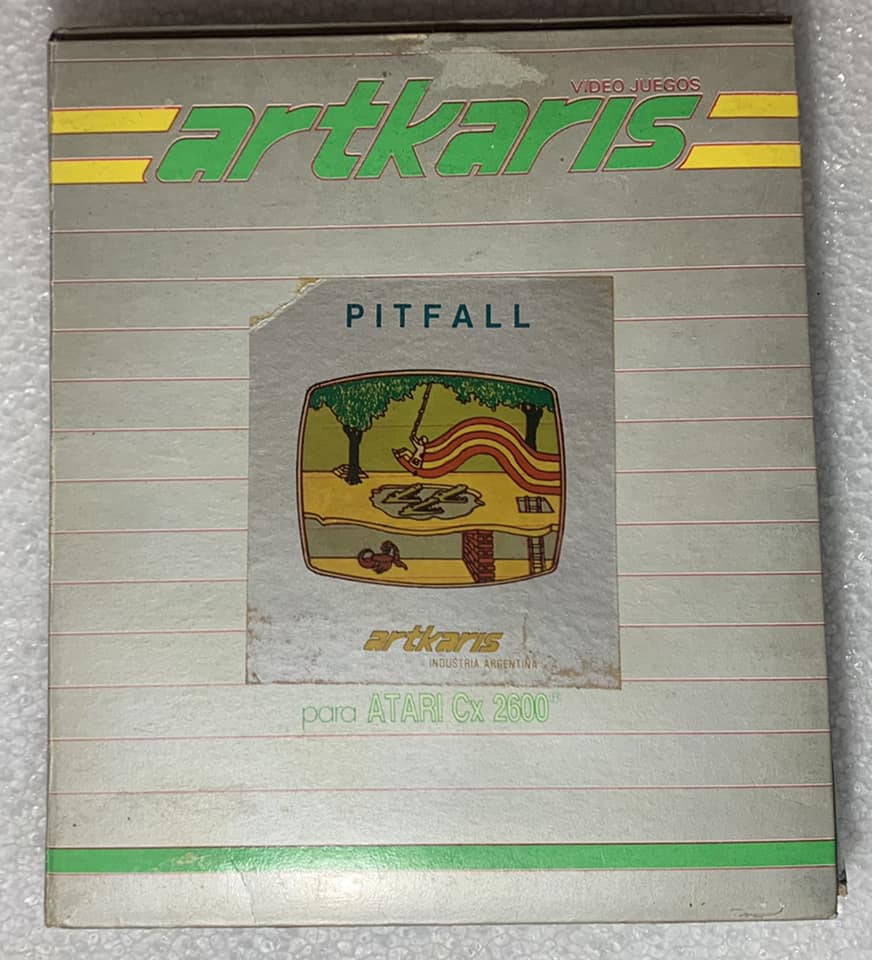 VIDEO JUEGOS
artkaris
PITFALL
artkaris
INDUSTRIA ARGENTINA
para ATARI Cx 2600